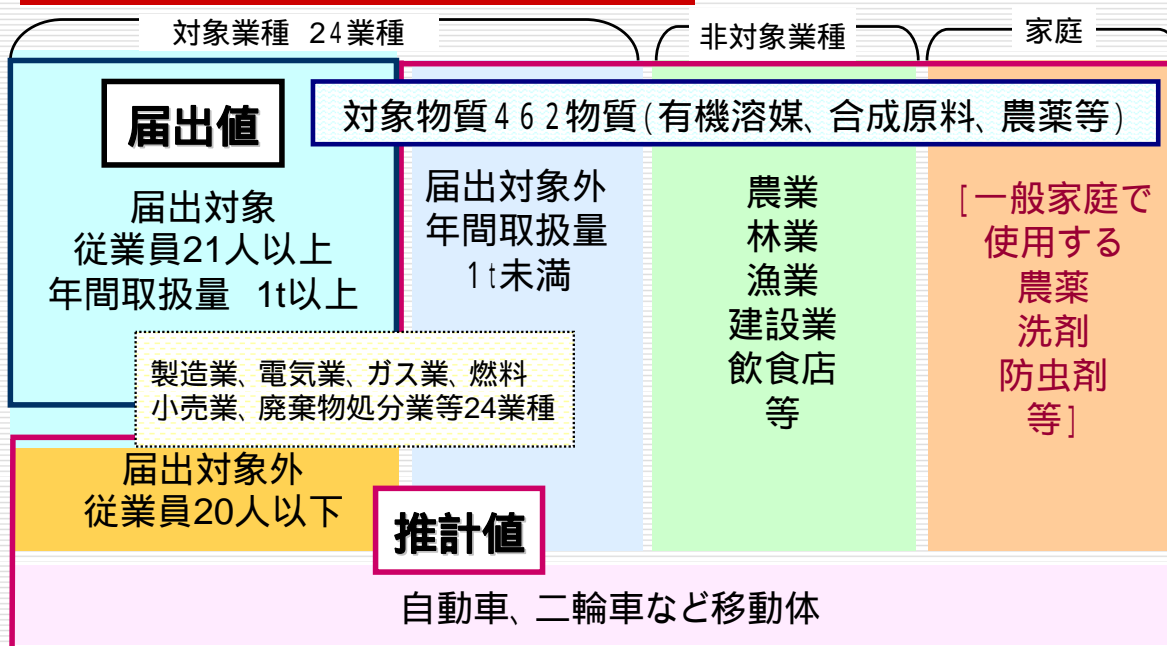 対象業種 24業種
非対象業種
家庭
届出値
対象物質462物質(有機溶媒、合成原料、農薬等)
届出対象
従業員21人以上
年間取扱量 1t以上
届出対象外
年間取扱量
1t未満
農業
林業
漁業
建設業
飲食店
等
[一般家庭で
使用する
農薬
洗剤
防虫剤
等]
製造業、電気業、ガス業、燃料
小売業、廃棄物処分業等24業種
届出対象外
従業員20人以下
推計値
自動車、二輪車など移動体